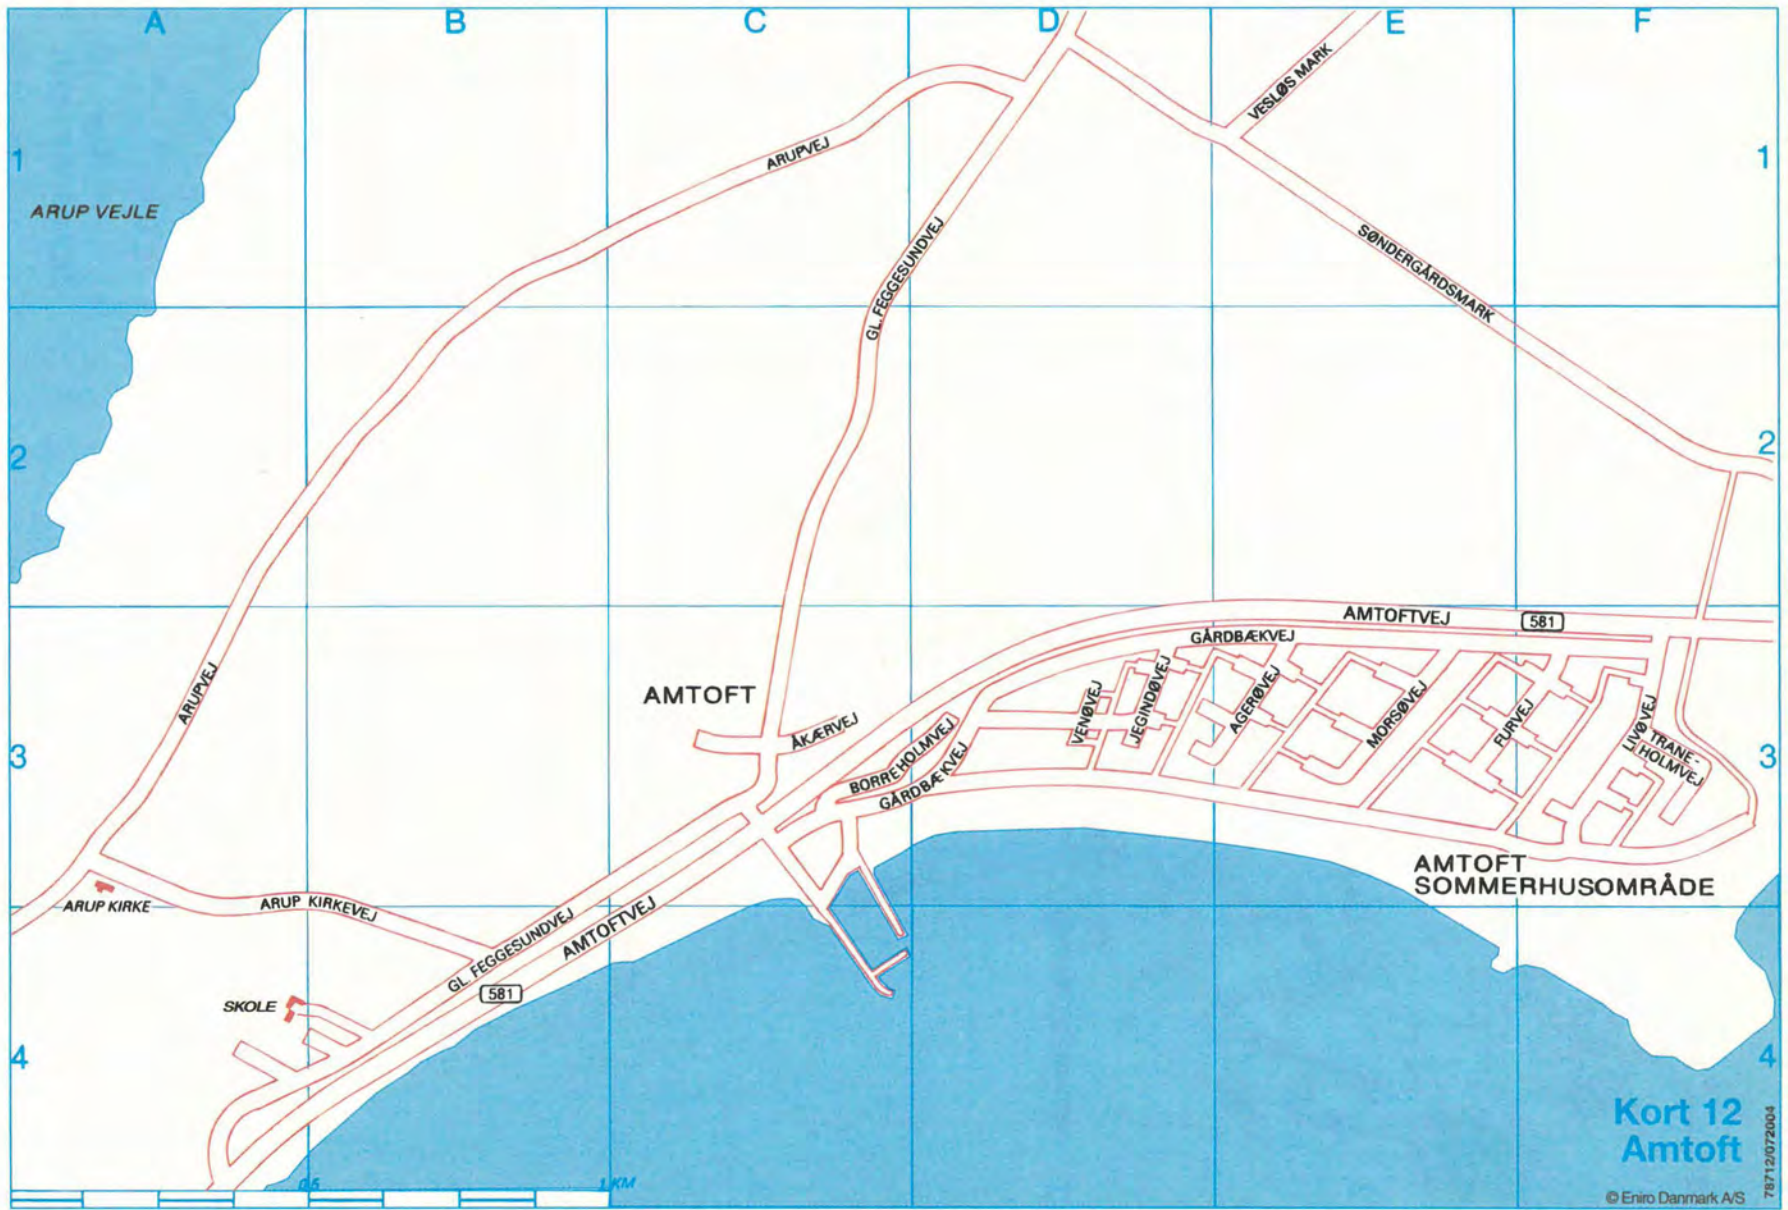 A B C D E F
VESLØS MARK
ARUPVEJ
1 1
ARUP VEJLE
GL. FEGGESUNDVEJ
SØNDERGÅRDSMARK
2 2
AMTOFTVEJ
581
GÅRDBÆKVEJ
ARUPVEJ
AMTOFT
VENØVEJ
JEGINDØVEJ
AGERØVEJ
MORSØVEJ
FURVEJ
LIVØVEJ
TRANE-
HOLMVEJ
ÅKÆRVEJ
BORREHOLMVEJ
GÅRDBÆKVEJ
3 3
AMTOFT
SOMMERHUSOMRÅDE
ARUP KIRKE
ARUP KIRKEVEJ
GL. FEGGESUNDVEJ
AMTOFTVEJ
581
SKOLE
4 4
Kort 12
Amtoft
78712/072004
0,5 1 KM
© Eniro Danmark A/S